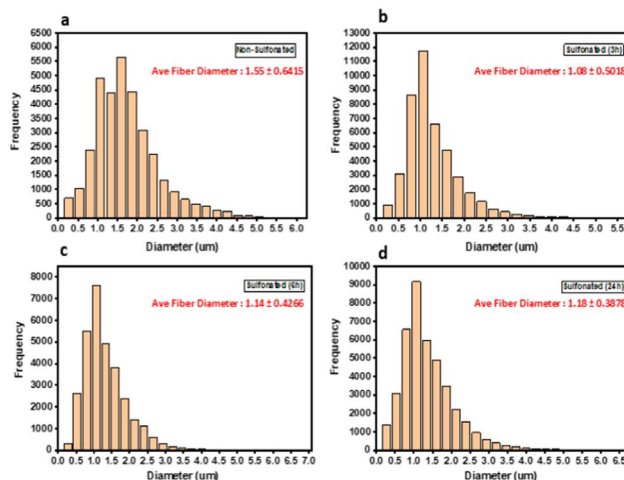 a
Non-Sulfonated
Ave Fiber Diameter : 1.55 ± 0.6415
Frequency
6500
6000
5500
5000
4500
4000
3500
3000
2500
2000
1500
1000
500
0
0.0 0.5 1.0 1.5 2.0 2.5 3.0 3.5 4.0 4.5 5.0 5.5 6.0
Diameter (um)
b
Sulfonated (3h)
Ave Fiber Diameter : 1.08 ± 0.5018
Frequency
13000
12000
11000
10000
9000
8000
7000
6000
5000
4000
3000
2000
1000
0
0.0 0.5 1.0 1.5 2.0 2.5 3.0 3.5 4.0 4.5 5.0 5.5
Diameter (um)
c
Sulfonated (6h)
Ave Fiber Diameter : 1.14 ± 0.4266
Frequency
8000
7000
6000
5000
4000
3000
2000
1000
0
0.0 0.5 1.0 1.5 2.0 2.5 3.0 3.5 4.0 4.5 5.0 5.5 6.0 6.5 7.0
Diameter (um)
d
Sulfonated (24h)
Ave Fiber Diameter : 1.18 ± 0.3878
Frequency
10000
9000
8000
7000
6000
5000
4000
3000
2000
1000
0
0.0 0.5 1.0 1.5 2.0 2.5 3.0 3.5 4.0 4.5 5.0 5.5 6.0 6.5
Diameter (um)